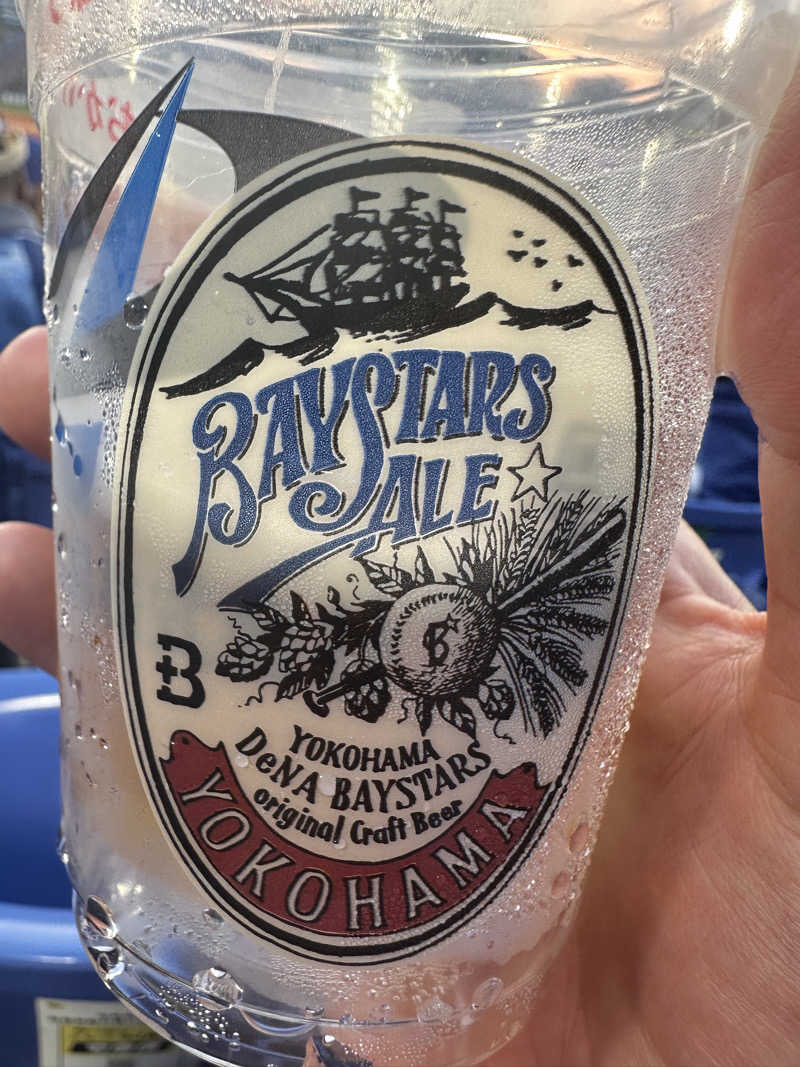 BAYSTARS
ALE
B
B
YOKOHAMA
DeNA BAYSTARS
original Craft Beer
YOKOHAMA